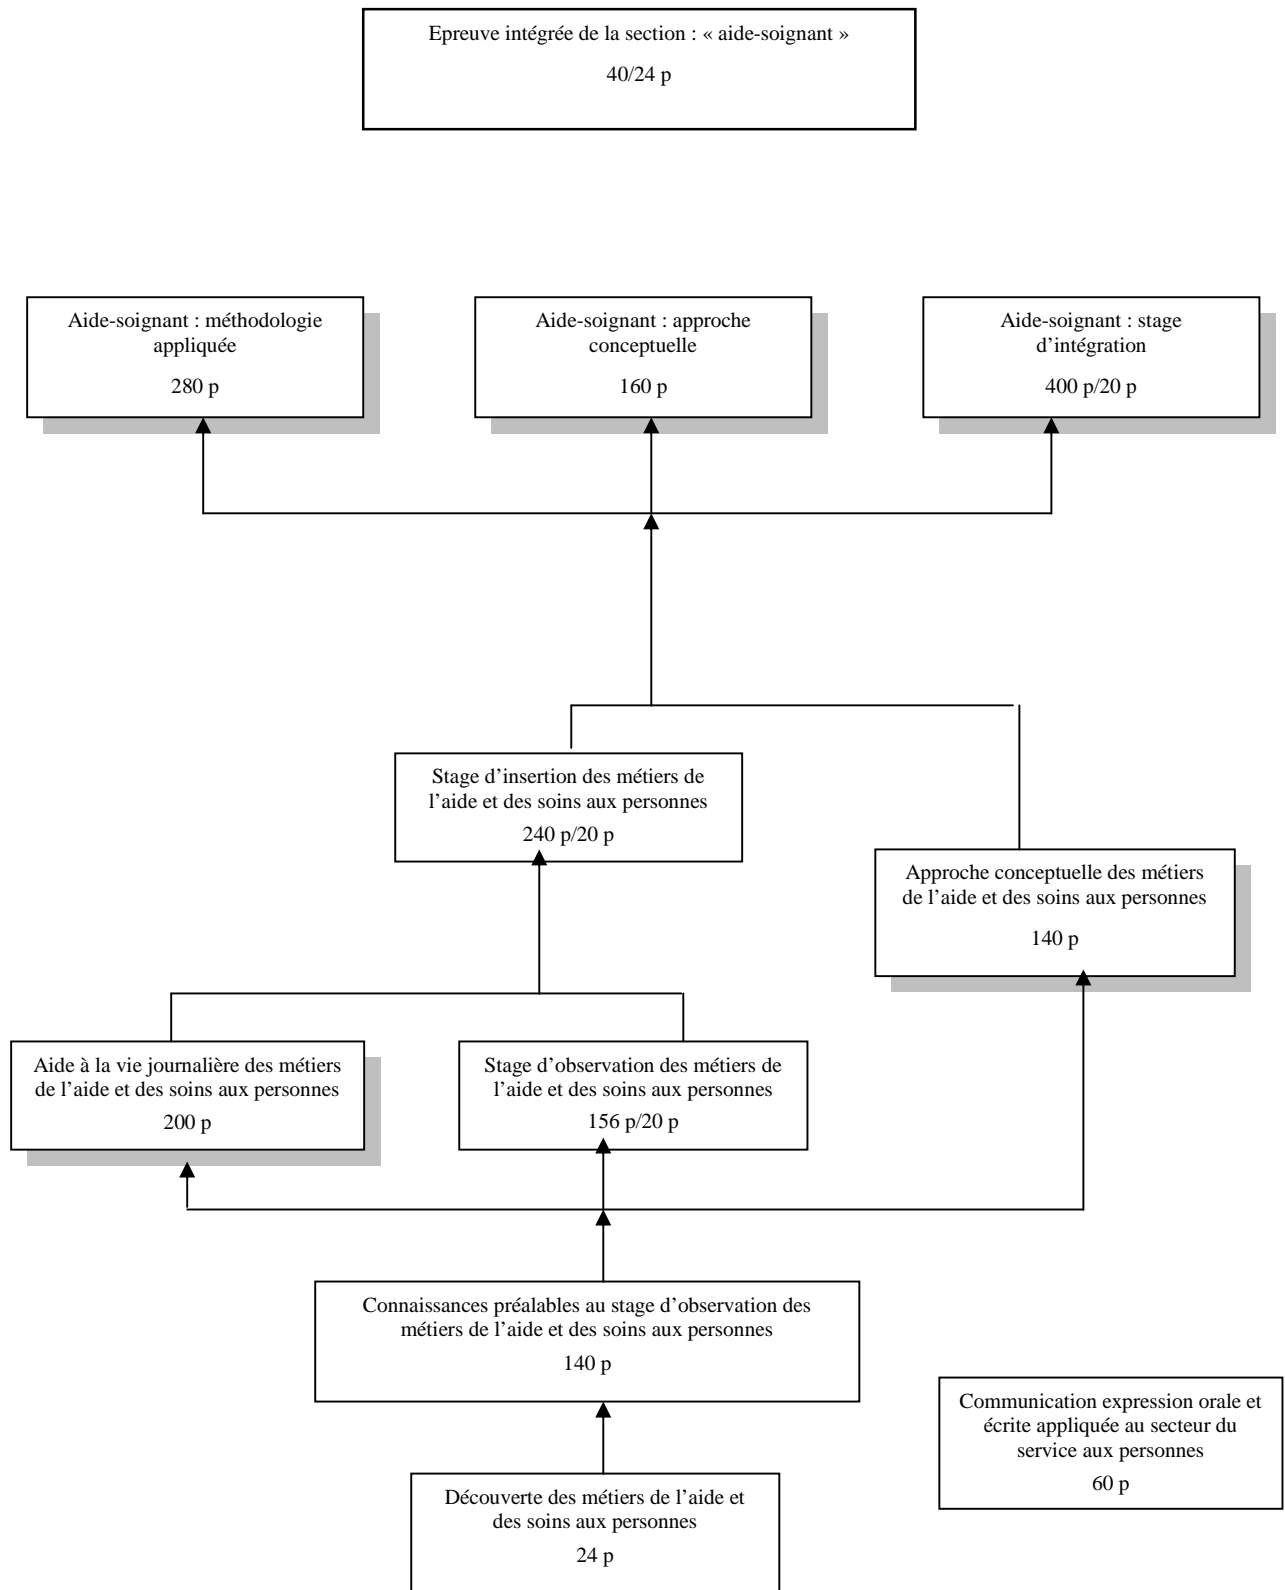 Epreuve intégrée de la section : « aide-soignant »
40/24 p
Aide-soignant : méthodologie
appliquée
280 p
Aide-soignant : approche
conceptuelle
160 p
Aide-soignant : stage
d’intégration
400 p/20 p
Stage d’insertion des métiers de
l’aide et des soins aux personnes
240 p/20 p
Approche conceptuelle des métiers
de l’aide et des soins aux personnes
140 p
Aide à la vie journalière des métiers
de l’aide et des soins aux personnes
200 p
Stage d’observation des métiers de
l’aide et des soins aux personnes
156 p/20 p
Connaissances préalables au stage d’observation des
métiers de l’aide et des soins aux personnes
140 p
Communication expression orale et
écrite appliquée au secteur du
service aux personnes
60 p
Découverte des métiers de l’aide et
des soins aux personnes
24 p